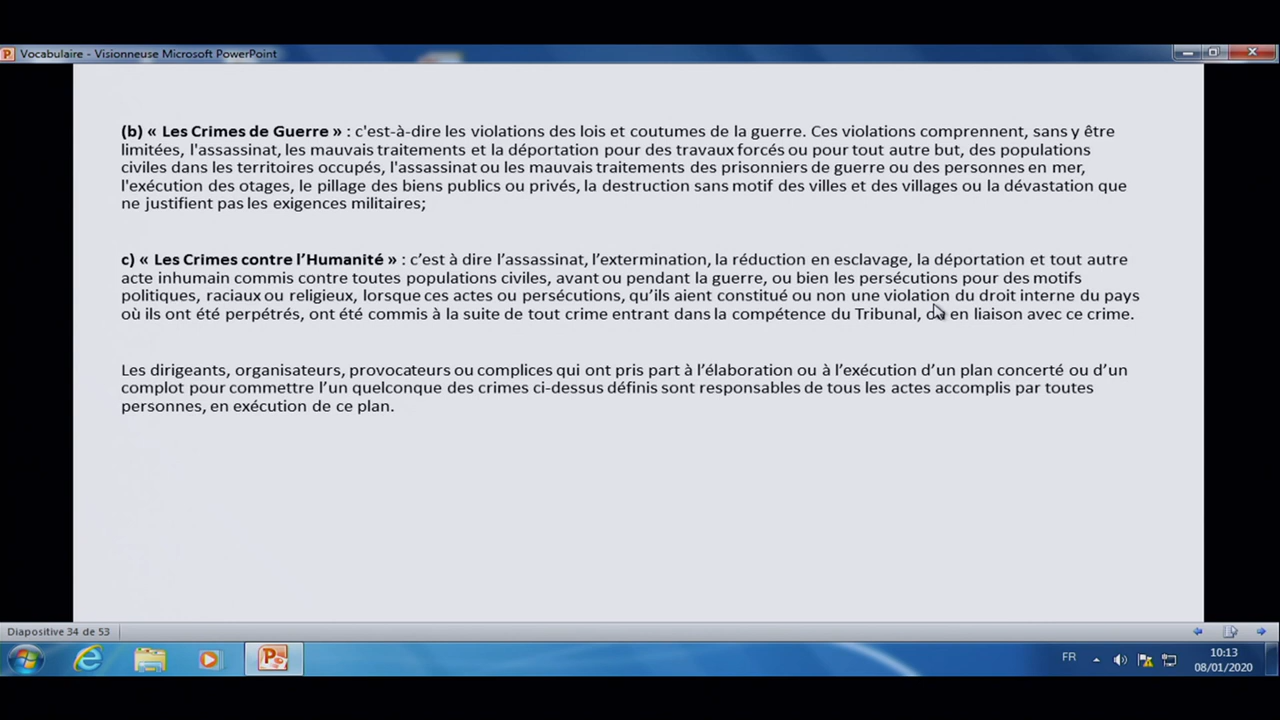 Vocabulaire - Visionneuse Microsoft PowerPoint
(b) « Les Crimes de Guerre » : c'est-à-dire les violations des lois et coutumes de la guerre. Ces violations comprennent, sans y être
limitées, l'assassinat, les mauvais traitements et la déportation pour des travaux forcés ou pour tout autre but, des populations
civiles dans les territoires occupés, l'assassinat ou les mauvais traitements des prisonniers de guerre ou des personnes en mer,
l'exécution des otages, le pillage des biens publics ou privés, la destruction sans motif des villes et des villages ou la dévastation que
ne justifient pas les exigences militaires;
c) « Les Crimes contre l’Humanité » : c’est à dire l’assassinat, l’extermination, la réduction en esclavage, la déportation et tout autre
acte inhumain commis contre toutes populations civiles, avant ou pendant la guerre, ou bien les persécutions pour des motifs
politiques, raciaux ou religieux, lorsque ces actes ou persécutions, qu’ils aient constitué ou non une violation du droit interne du pays
où ils ont été perpétrés, ont été commis à la suite de tout crime entrant dans la compétence du Tribunal, ou en liaison avec ce crime.
Les dirigeants, organisateurs, provocateurs ou complices qui ont pris part à l’élaboration ou à l’exécution d’un plan concerté ou d’un
complot pour commettre l’un quelconque des crimes ci-dessus définis sont responsables de tous les actes accomplis par toutes
personnes, en exécution de ce plan.
Diapositive 34 de 53
FR
10:13
08/01/2020